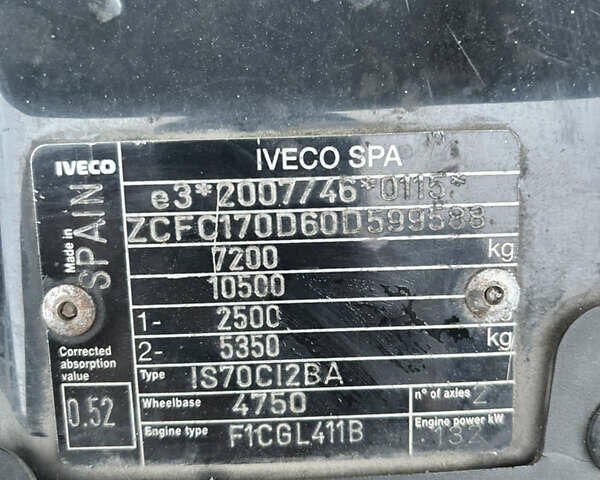 IVECO
IVECO SPA
Made in
SPAIN
e3*2007/46*0115*
ZCFC170D60D599588
7200 kg
10500
1- 2500
2- 5350 kg
Corrected
absorption
value
0.52
Type IS70CI2BA
Wheelbase 4750
n° of axles 2
Engine type F1CGL411B
Engine power kW
132